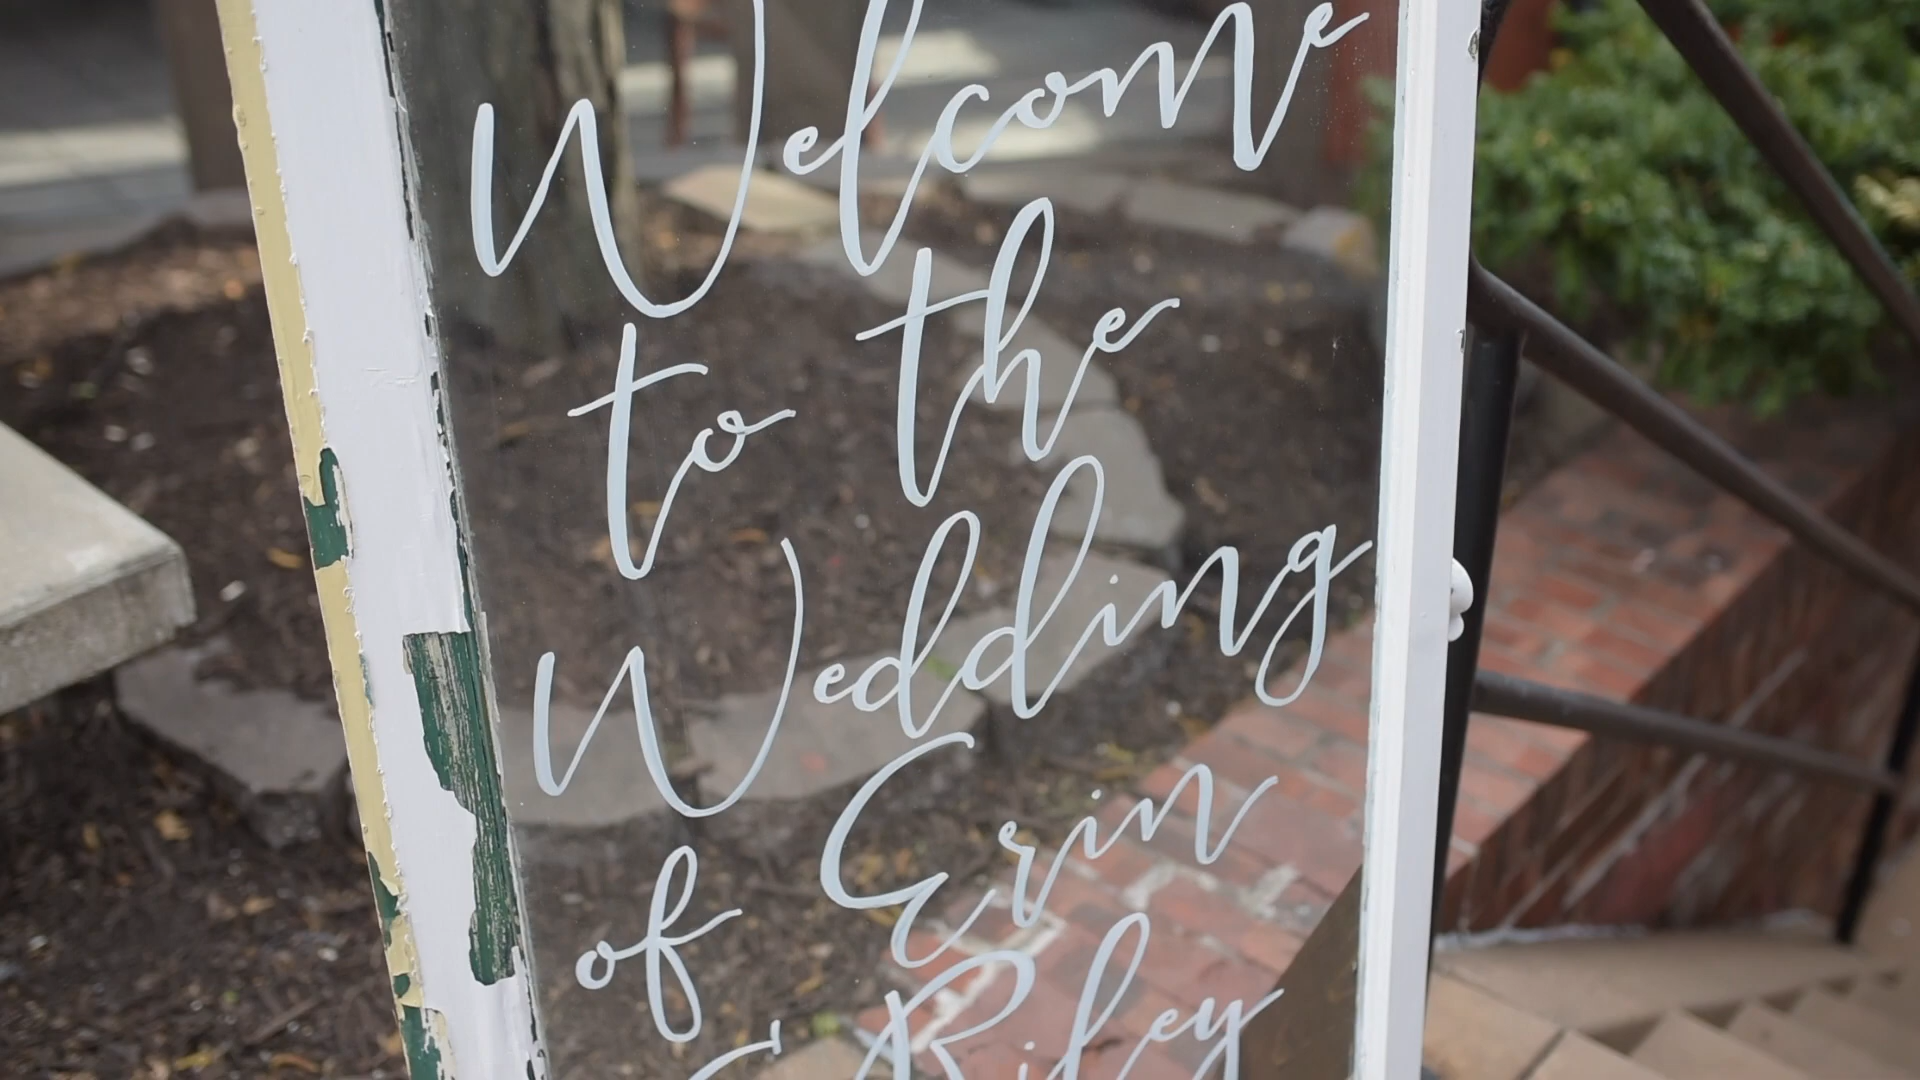 Welcome
to the
Wedding
of Erin
Riley